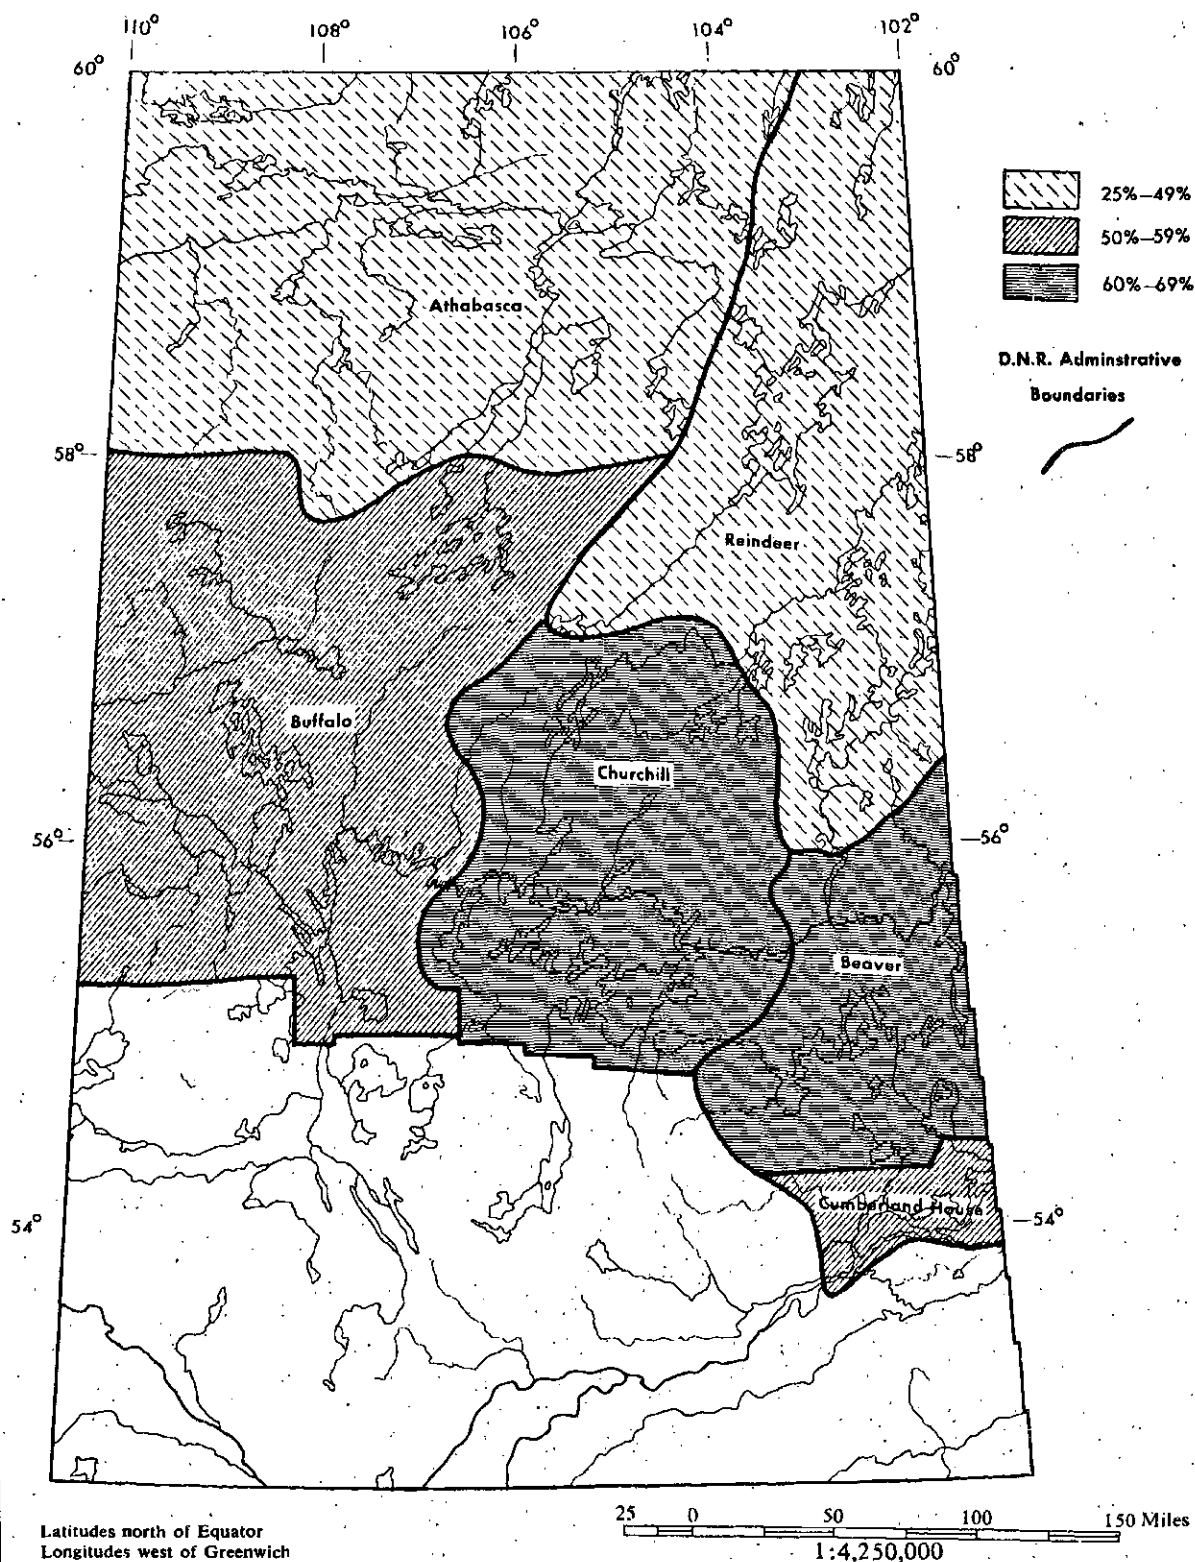 110° 108° 106° 104° 102°
60° 60°
25%–49%
50%–59%
60%–69%
Athabasca
D.N.R. Adminstrative
Boundaries
58° 58°
Reindeer
Buffalo
Churchill
56° 56°
Beaver
Cumberland House
54° 54°
25 0 50 100 150 Miles
1:4,250,000
Latitudes north of Equator
Longitudes west of Greenwich